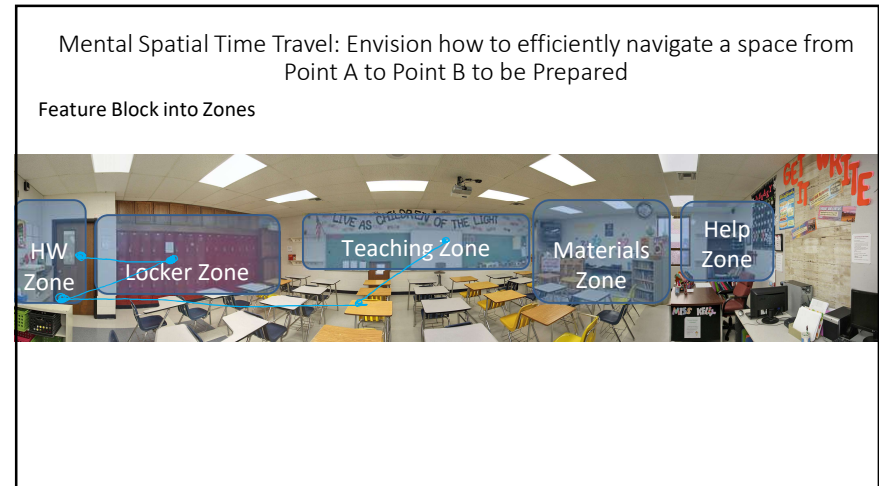 Mental Spatial Time Travel: Envision how to efficiently navigate a space from
Point A to Point B to be Prepared
Feature Block into Zones
LIVE AS CHILDREN OF THE LIGHT
GET WRITE
IT
HW
Zone
Locker Zone
Teaching Zone
Materials
Zone
Help
Zone
MISS Kelly